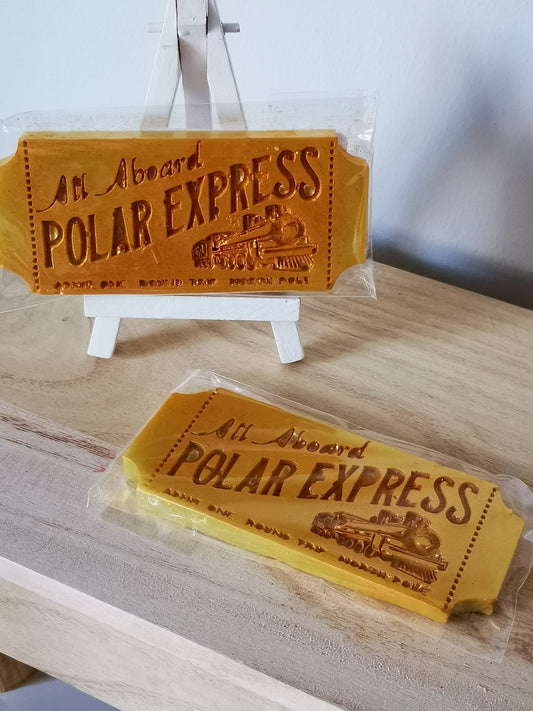 All Aboard
POLAR EXPRESS
ADMIT ONE ROUND TRIP NORTH POLE
All Aboard
POLAR EXPRESS
ADMIT ONE ROUND TRIP NORTH POLE